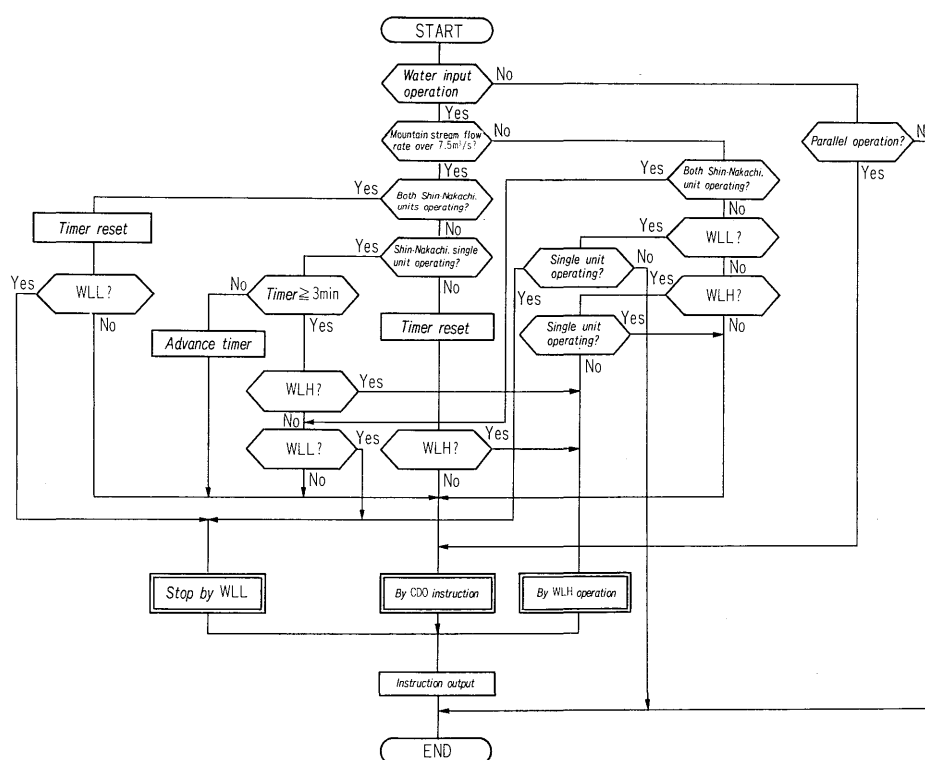 START
Water input
operation
No
Yes
Mountain stream flow
rate over 7.5m³/s?
No
Yes
Parallel operation?
N
Yes
Both Shin-Nakachi.
units operating?
Yes
No
Both Shin-Nakachi.
unit operating?
Yes
No
Timer reset
Shin-Nakachi. single
unit operating?
Yes
No
Single unit
operating?
No
Yes
WLL?
Yes
No
WLL?
Yes
No
Timer ≧ 3min
No
Yes
Timer reset
WLH?
Yes
No
Single unit
operating?
Yes
No
Advance timer
WLH?
Yes
No
WLL?
Yes
No
WLH?
Yes
No
Stop by WLL
By CDO instruction
By WLH operation
Instruction output
END